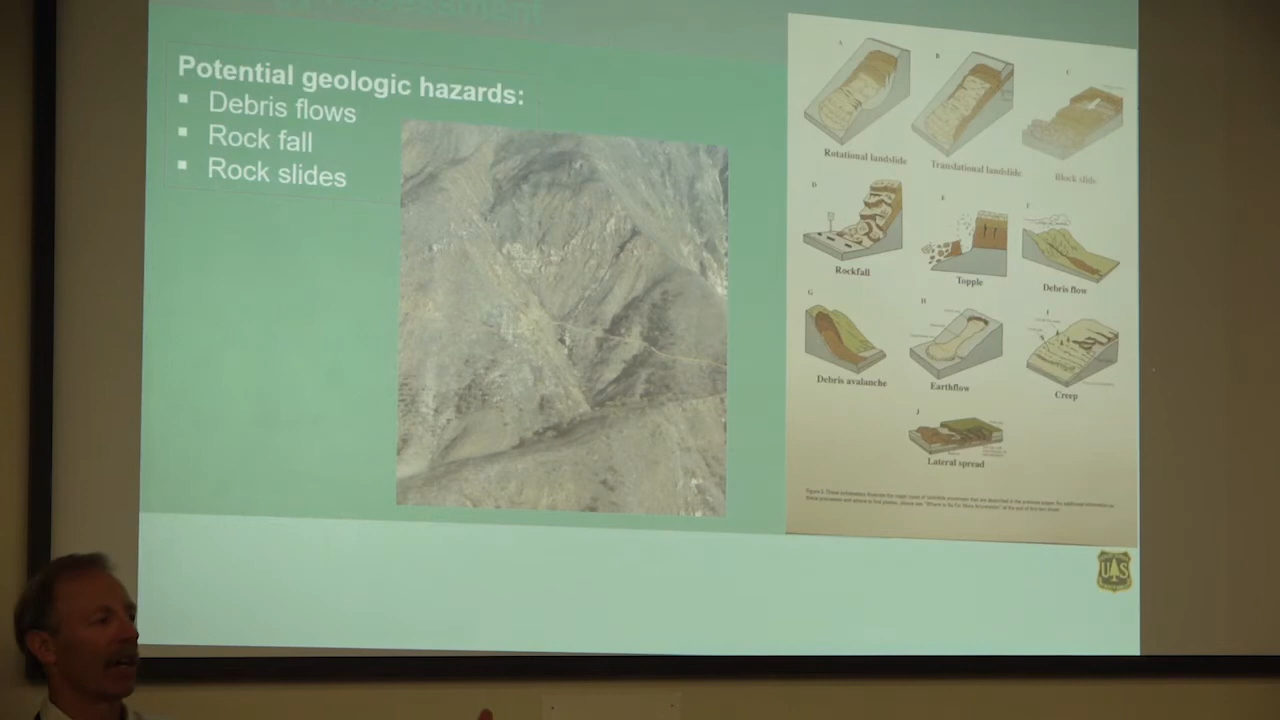 Assessment
Potential geologic hazards:
▪ Debris flows
▪ Rock fall
▪ Rock slides
A
B
Rotational landslide
Translational landslide
Block slide
D
E
F
Rockfall
Topple
Debris flow
G
H
I
Debris avalanche
Earthflow
Creep
J
Lateral spread
U S